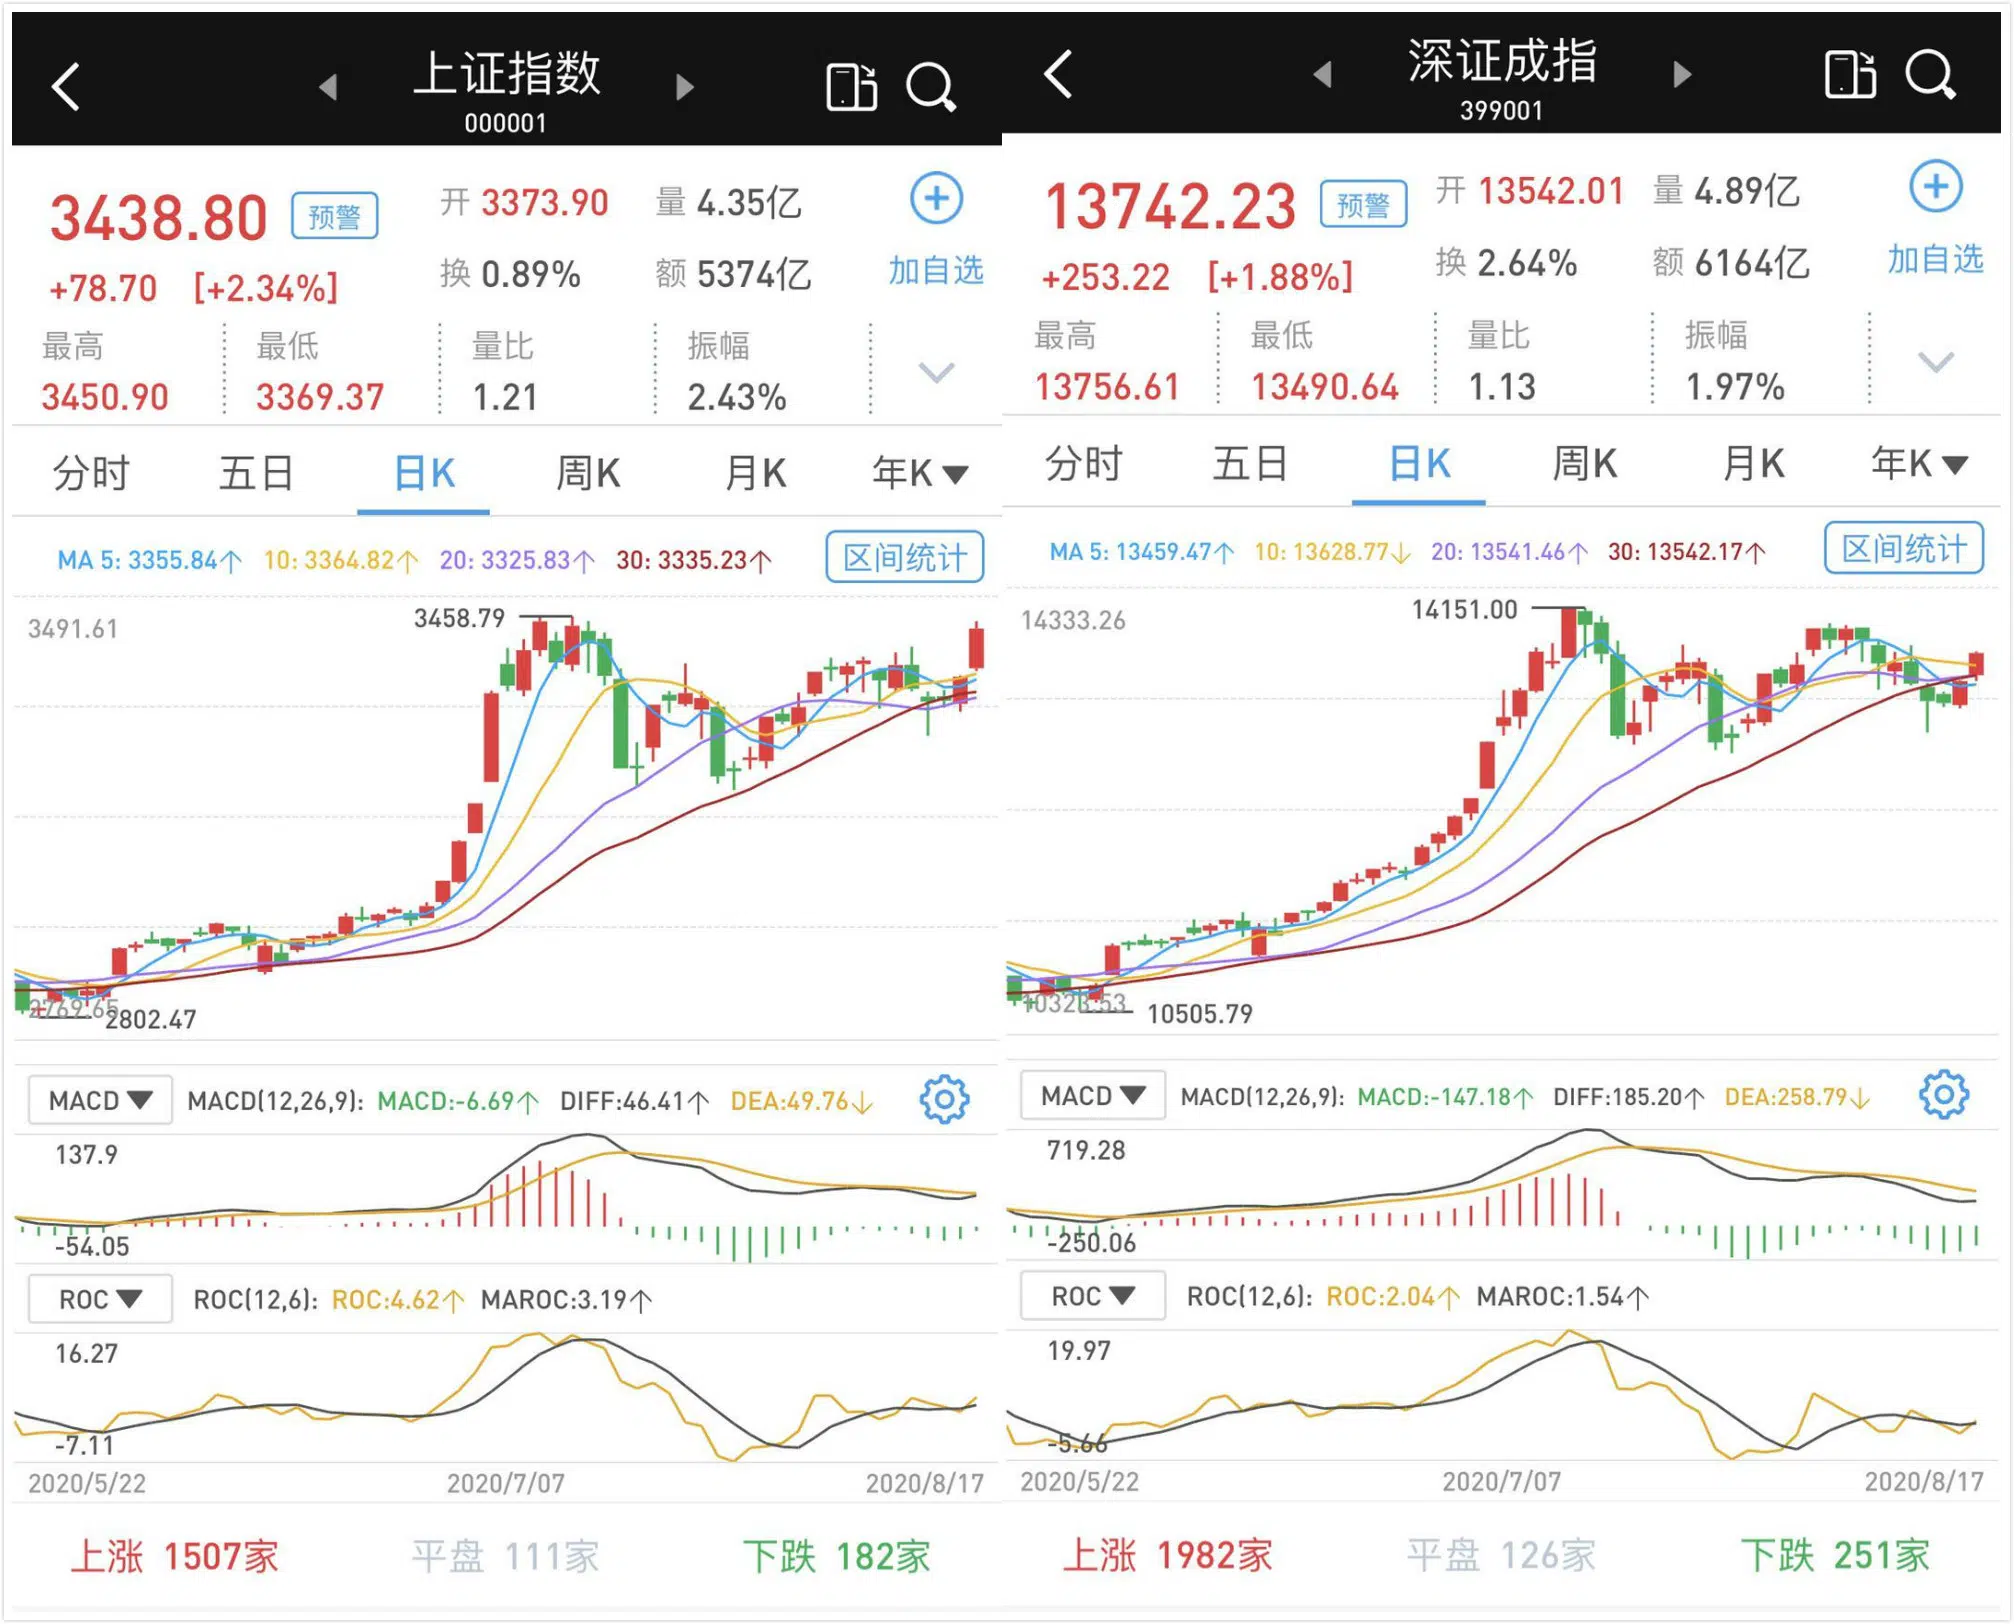 上证指数
000001
3438.80 预警 开 3373.90 量 4.35亿
+78.70 [+2.34%] 换 0.89% 额 5374亿 加自选
最高 最低 量比 振幅
3450.90 3369.37 1.21 2.43%
分时 五日 日K 周K 月K 年K▼
MA 5: 3355.84↑ 10: 3364.82↑ 20: 3325.83↑ 30: 3335.23↑ 区间统计
3491.61
3458.79
2769.65
2802.47
MACD▼ MACD(12,26,9): MACD:-6.69↑ DIFF:46.41↑ DEA:49.76↓
137.9
-54.05
ROC▼ ROC(12,6): ROC:4.62↑ MAROC:3.19↑
16.27
-7.11
2020/5/22 2020/7/07 2020/8/17
上涨 1507家 平盘 111家 下跌 182家
深证成指
399001
13742.23 预警 开 13542.01 量 4.89亿
+253.22 [+1.88%] 换 2.64% 额 6164亿 加自选
最高 最低 量比 振幅
13756.61 13490.64 1.13 1.97%
分时 五日 日K 周K 月K 年K▼
MA 5: 13459.47↑ 10: 13628.77↓ 20: 13541.46↑ 30: 13542.17↑ 区间统计
14333.26
14151.00
10323.53
10505.79
MACD▼ MACD(12,26,9): MACD:-147.18↑ DIFF:185.20↑ DEA:258.79↓
719.28
-250.06
ROC▼ ROC(12,6): ROC:2.04↑ MAROC:1.54↑
19.97
-5.66
2020/5/22 2020/7/07 2020/8/17
上涨 1982家 平盘 126家 下跌 251家